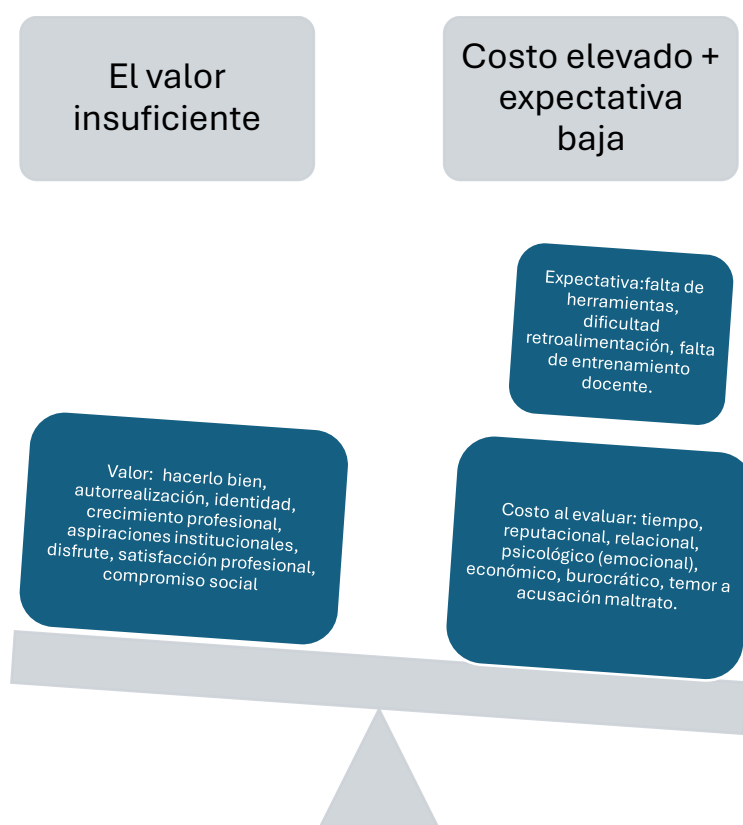 El valor
insuficiente
Costo elevado +
expectativa
baja
Expectativa:falta de
herramientas,
dificultad
retroalimentación, falta
de entrenamiento
docente.
Valor:  hacerlo bien,
autorrealización, identidad,
crecimiento profesional,
aspiraciones institucionales,
disfrute, satisfacción profesional,
compromiso social
Costo al evaluar: tiempo,
reputacional, relacional,
psicológico (emocional),
económico, burocrático, temor a
acusación maltrato.